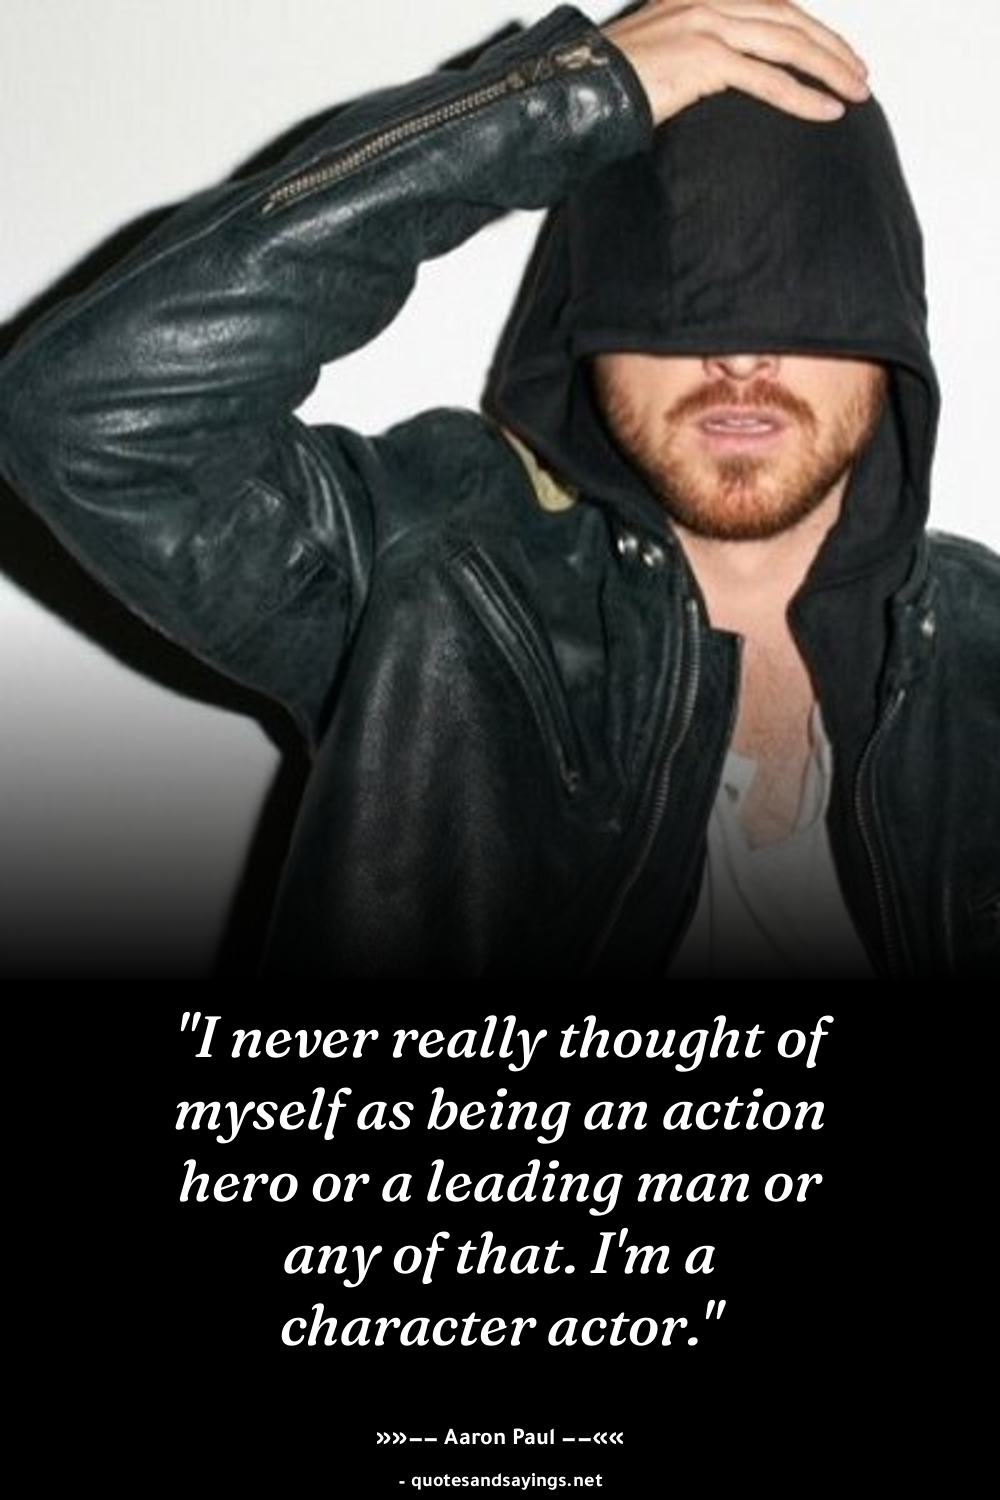 "I never really thought of
myself as being an action
hero or a leading man or
any of that. I'm a
character actor."
»»−− Aaron Paul −−««
- quotesandsayings.net